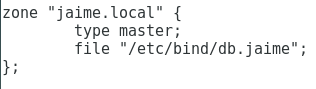 zone "jaime.local" {
        type master;
        file "/etc/bind/db.jaime";
};